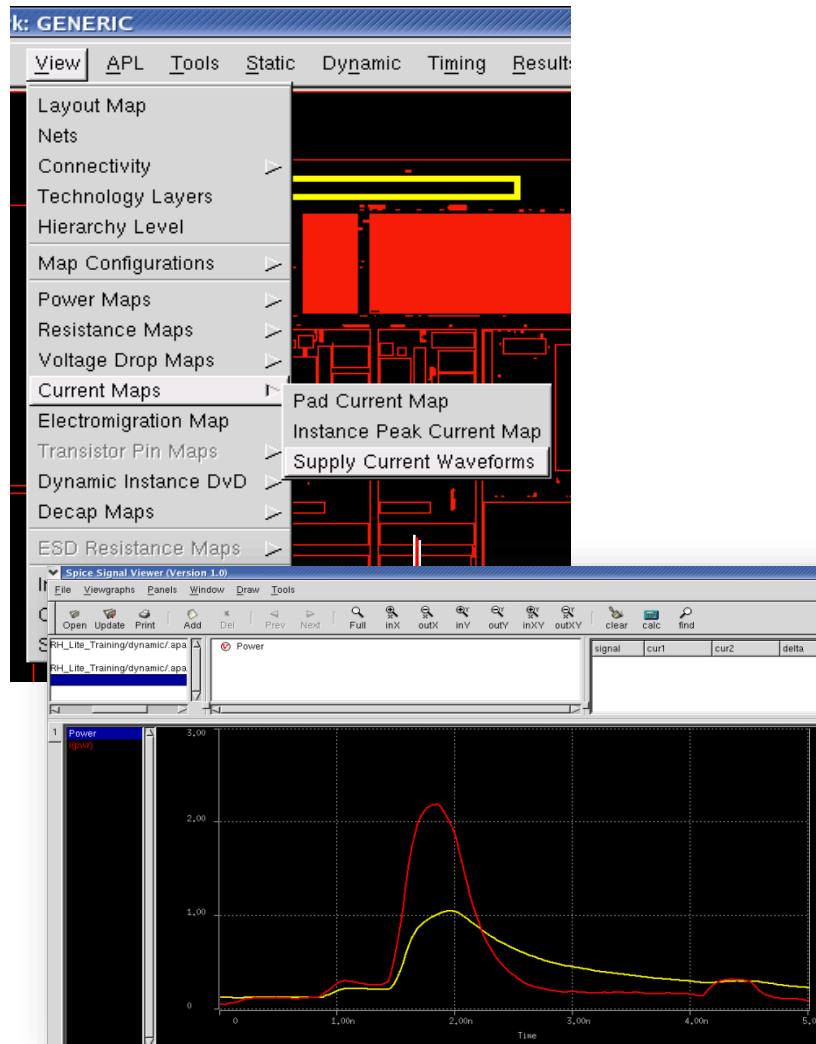 k: GENERIC
View APL Tools Static Dynamic Timing Results
Layout Map
Nets
Connectivity
Technology Layers
Hierarchy Level
Map Configurations
Power Maps
Resistance Maps
Voltage Drop Maps
Current Maps
Pad Current Map
Instance Peak Current Map
Supply Current Waveforms
Electromigration Map
Transistor Pin Maps
Dynamic Instance DvD
Decap Maps
ESD Resistance Maps
Spice Signal Viewer (Version 1.0)
File Viewgraphs Panels Window Draw Tools
Open Update Print Add Del Prev Next Full inX outX inY outY inXY outXY clear calc find
RH_Lite_Training/dynamic/.apa
RH_Lite_Training/dynamic/.apa
Power
signal cur1 cur2 delta
1
Power
i(pwr)
3.00
2.00
1.00
0
0 1.00n 2.00n 3.00n 4.00n 5.0
Time